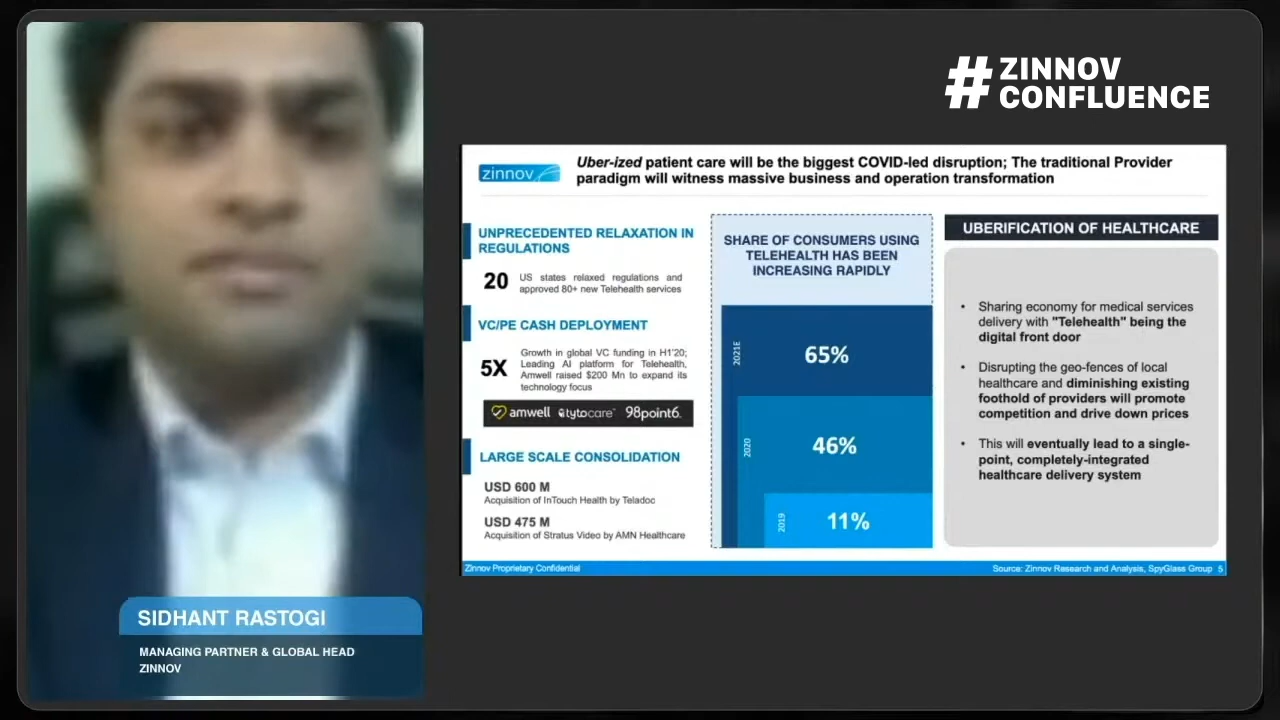 # ZINNOV
CONFLUENCE
zinnov
Uber-ized patient care will be the biggest COVID-led disruption; The traditional Provider
paradigm will witness massive business and operation transformation
UNPRECEDENTED RELAXATION IN
REGULATIONS
20
US states relaxed regulations and
approved 80+ new Telehealth services
VC/PE CASH DEPLOYMENT
5X
Growth in global VC funding in H1'20;
Leading AI platform for Telehealth,
Amwell raised $200 Mn to expand its
technology focus
amwell tytocare™ 98point6.
LARGE SCALE CONSOLIDATION
USD 600 M
Acquisition of InTouch Health by Teladoc
USD 475 M
Acquisition of Stratus Video by AMN Healthcare
SHARE OF CONSUMERS USING
TELEHEALTH HAS BEEN
INCREASING RAPIDLY
2021E
65%
2020
46%
2019
11%
UBERIFICATION OF HEALTHCARE
• Sharing economy for medical services
delivery with "Telehealth" being the
digital front door
• Disrupting the geo-fences of local
healthcare and diminishing existing
foothold of providers will promote
competition and drive down prices
• This will eventually lead to a single-
point, completely-integrated
healthcare delivery system
Zinnov Proprietary Confidential
Source: Zinnov Research and Analysis, SpyGlass Group 5
SIDHANT RASTOGI
MANAGING PARTNER & GLOBAL HEAD
ZINNOV